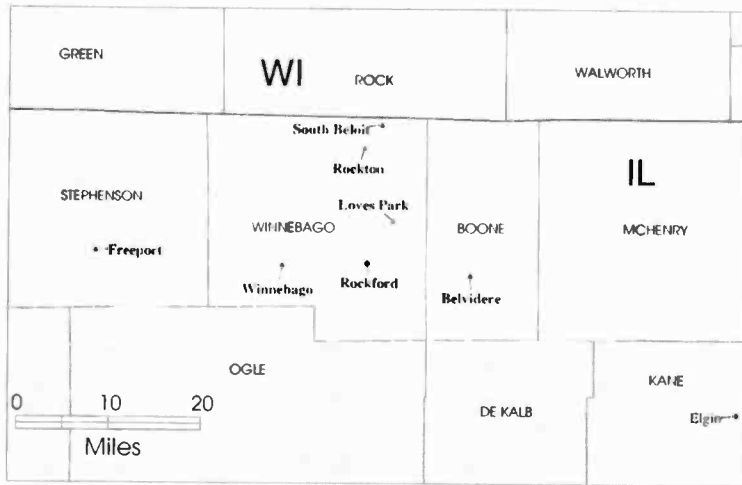 GREEN
WI
ROCK
WALWORTH
South Beloit
Rockton
IL
STEPHENSON
Loves Park
WINNEBAGO
BOONE
MCHENRY
Freeport
Winnebago
Rockford
Belvidere
OGLE
KANE
0 10 20
DE KALB
Elgin
Miles